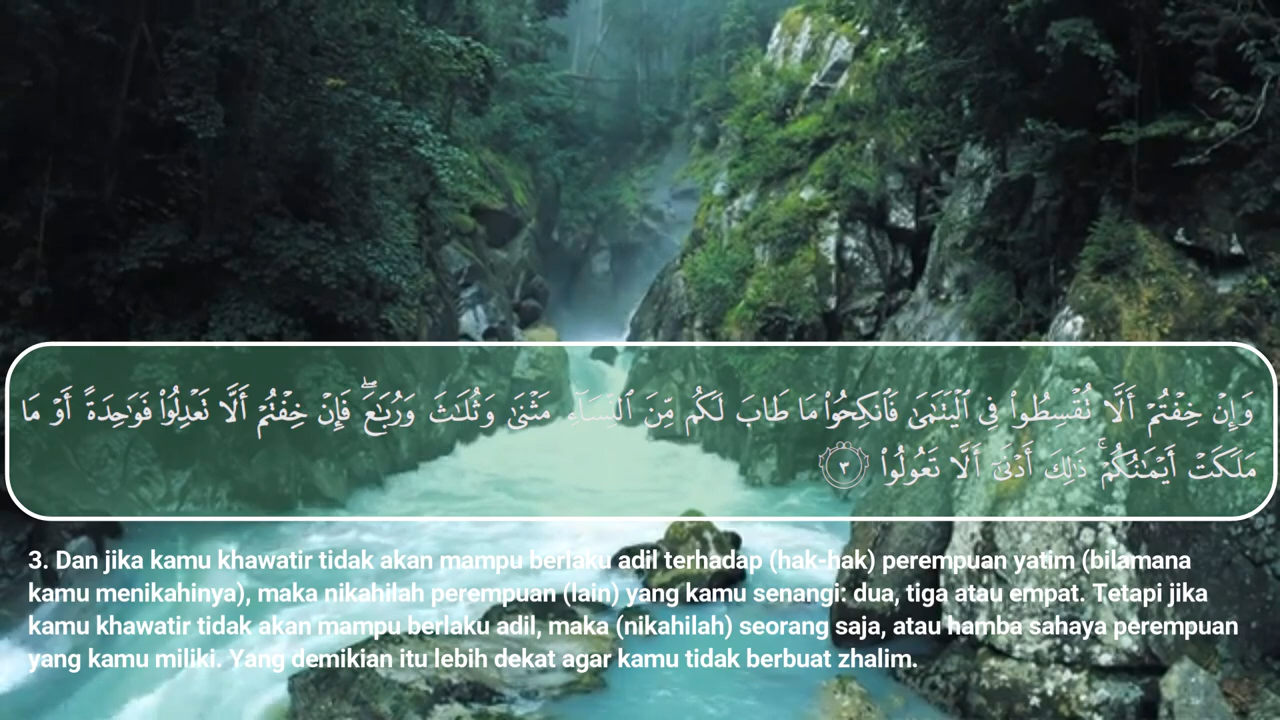 وَإِنْ خِفْتُمْ أَلَّا تُقْسِطُوا۟ فِى ٱلْيَتَـٰمَىٰ فَٱنكِحُوا۟ مَا طَابَ لَكُم مِّنَ ٱلنِّسَآءِ مَثْنَىٰ وَثُلَـٰثَ وَرُبَـٰعَ ۖ فَإِنْ خِفْتُمْ أَلَّا تَعْدِلُوا۟ فَوَٰحِدَةً أَوْ مَا
مَلَكَتْ أَيْمَـٰنُكُمْ ۚ ذَٰلِكَ أَدْنَىٰٓ أَلَّا تَعُولُوا۟ ٣
3. Dan jika kamu khawatir tidak akan mampu berlaku adil terhadap (hak-hak) perempuan yatim (bilamana
kamu menikahinya), maka nikahilah perempuan (lain) yang kamu senangi: dua, tiga atau empat. Tetapi jika
kamu khawatir tidak akan mampu berlaku adil, maka (nikahilah) seorang saja, atau hamba sahaya perempuan
yang kamu miliki. Yang demikian itu lebih dekat agar kamu tidak berbuat zhalim.